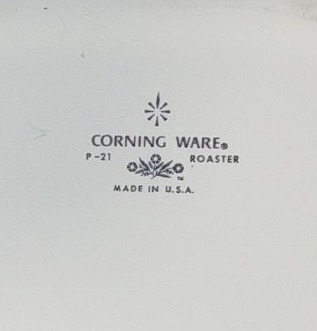 CORNING WARE®
P-21 ROASTER
™
MADE IN U.S.A.